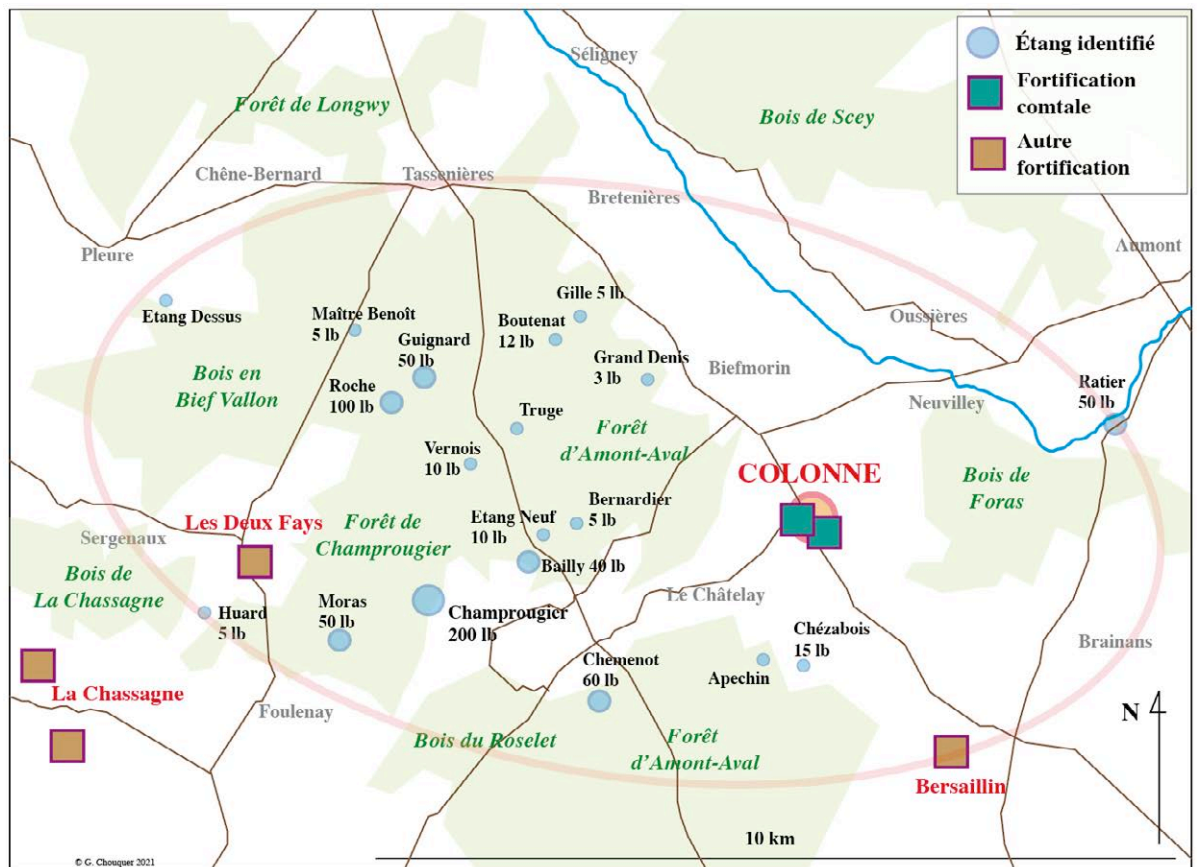 Étang identifié
Fortification
comtale
Autre
fortification
Séligney
Forêt de Longwy
Bois de Scey
Chêne-Bernard
Tassenières
Bretenières
Pleure
Aumont
Etang Dessus
Maître Benoît
5 lb
Guignard
50 lb
Gille 5 lb
Boutenat
12 lb
Grand Denis
3 lb
Oussières
Biefmorin
Bois en
Bief Vallon
Roche
100 lb
Ratier
50 lb
Neuvilley
Truge
Forêt
d'Amont-Aval
Vernois
10 lb
COLONNE
Bois de
Foras
Bernardier
5 lb
Etang Neuf
10 lb
Les Deux Fays
Forêt de
Champrougier
Sergenaux
Bois de
La Chassagne
Bailly 40 lb
Le Châtelay
Huard
5 lb
Moras
50 lb
Champrougier
200 lb
Chézabois
15 lb
Brainans
Chemenot
60 lb
Apechin
La Chassagne
Foulenay
N
Bois du Roselet
Forêt
d'Amont-Aval
Bersaillin
10 km
© G. Chouquer 2021